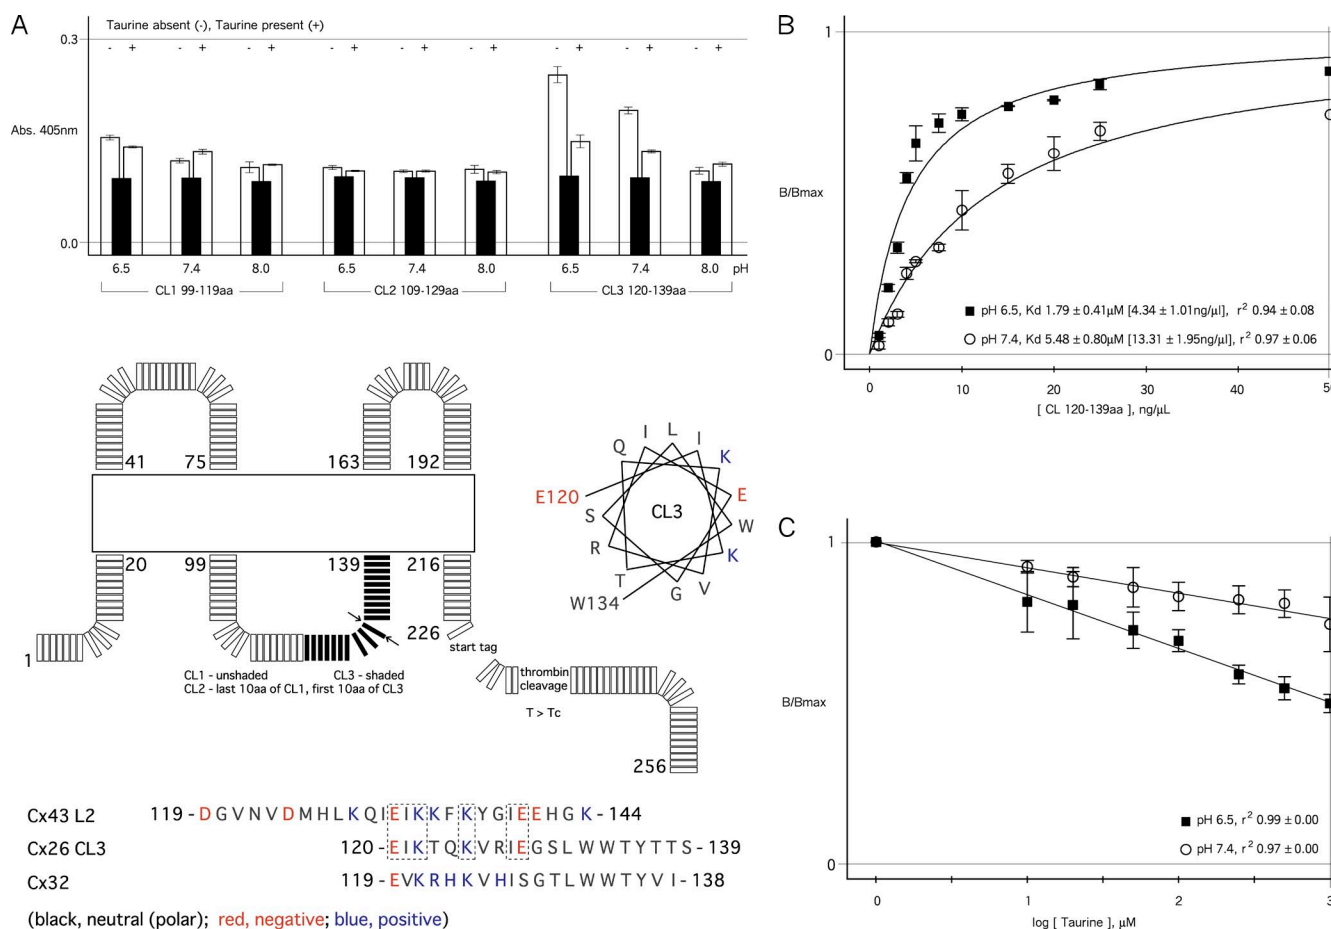 A
Taurine absent (-), Taurine present (+)
0.3
- + - + - + - + - + - + - + - + - +
Abs. 405nm
0.0
6.5 7.4 8.0 6.5 7.4 8.0 6.5 7.4 8.0 pH
CL1 99-119aa CL2 109-129aa CL3 120-139aa
B
1
B/Bmax
pH 6.5, Kd 1.79 ± 0.41µM [4.34 ± 1.01ng/µl], r² 0.94 ± 0.08
pH 7.4, Kd 5.48 ± 0.80µM [13.31 ± 1.95ng/µl], r² 0.97 ± 0.06
0
0 10 20 30 40 50
[ CL 120-139aa ], ng/µL
41 75 163 192
20 99 139 216
1
226
start tag
CL1 - unshaded CL3 - shaded
CL2 - last 10aa of CL1, first 10aa of CL3
thrombin
cleavage
T > Tc
256
Q I L I K
E120 E
S CL3 W
R K
T V
W134 G
C
1
B/Bmax
pH 6.5, r² 0.99 ± 0.00
pH 7.4, r² 0.97 ± 0.00
0
0 1 2 3
log [ Taurine ], µM
Cx43 L2 119 - D G V N V D M H L K Q I E I K K F K Y G I E E H G K - 144
Cx26 CL3 120 - E I K T Q K V R I E G S L W W T Y T T S - 139
Cx32 119 - E V K R H K V H I S G T L W W T Y V I - 138
(black, neutral (polar); red, negative; blue, positive)